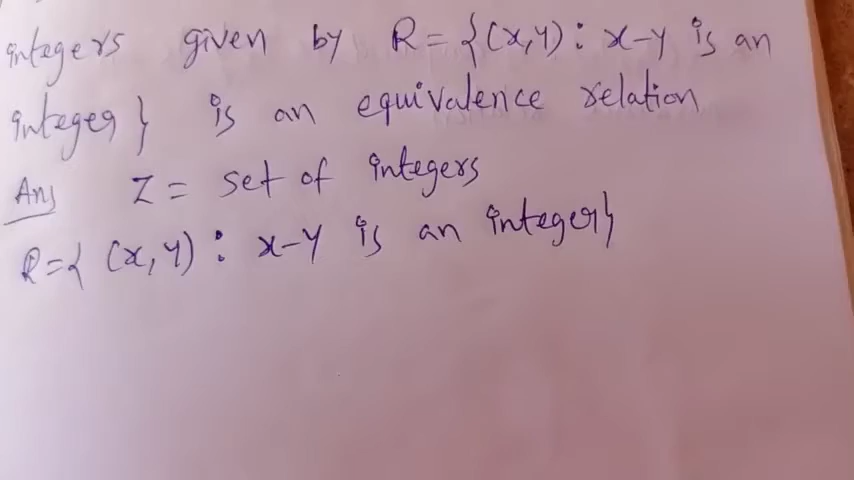 integers given by R = {(x,y) : x-y is an
integer} is an equivalence relation
Ans Z = set of integers
R={ (x,y) : x-y is an integer}